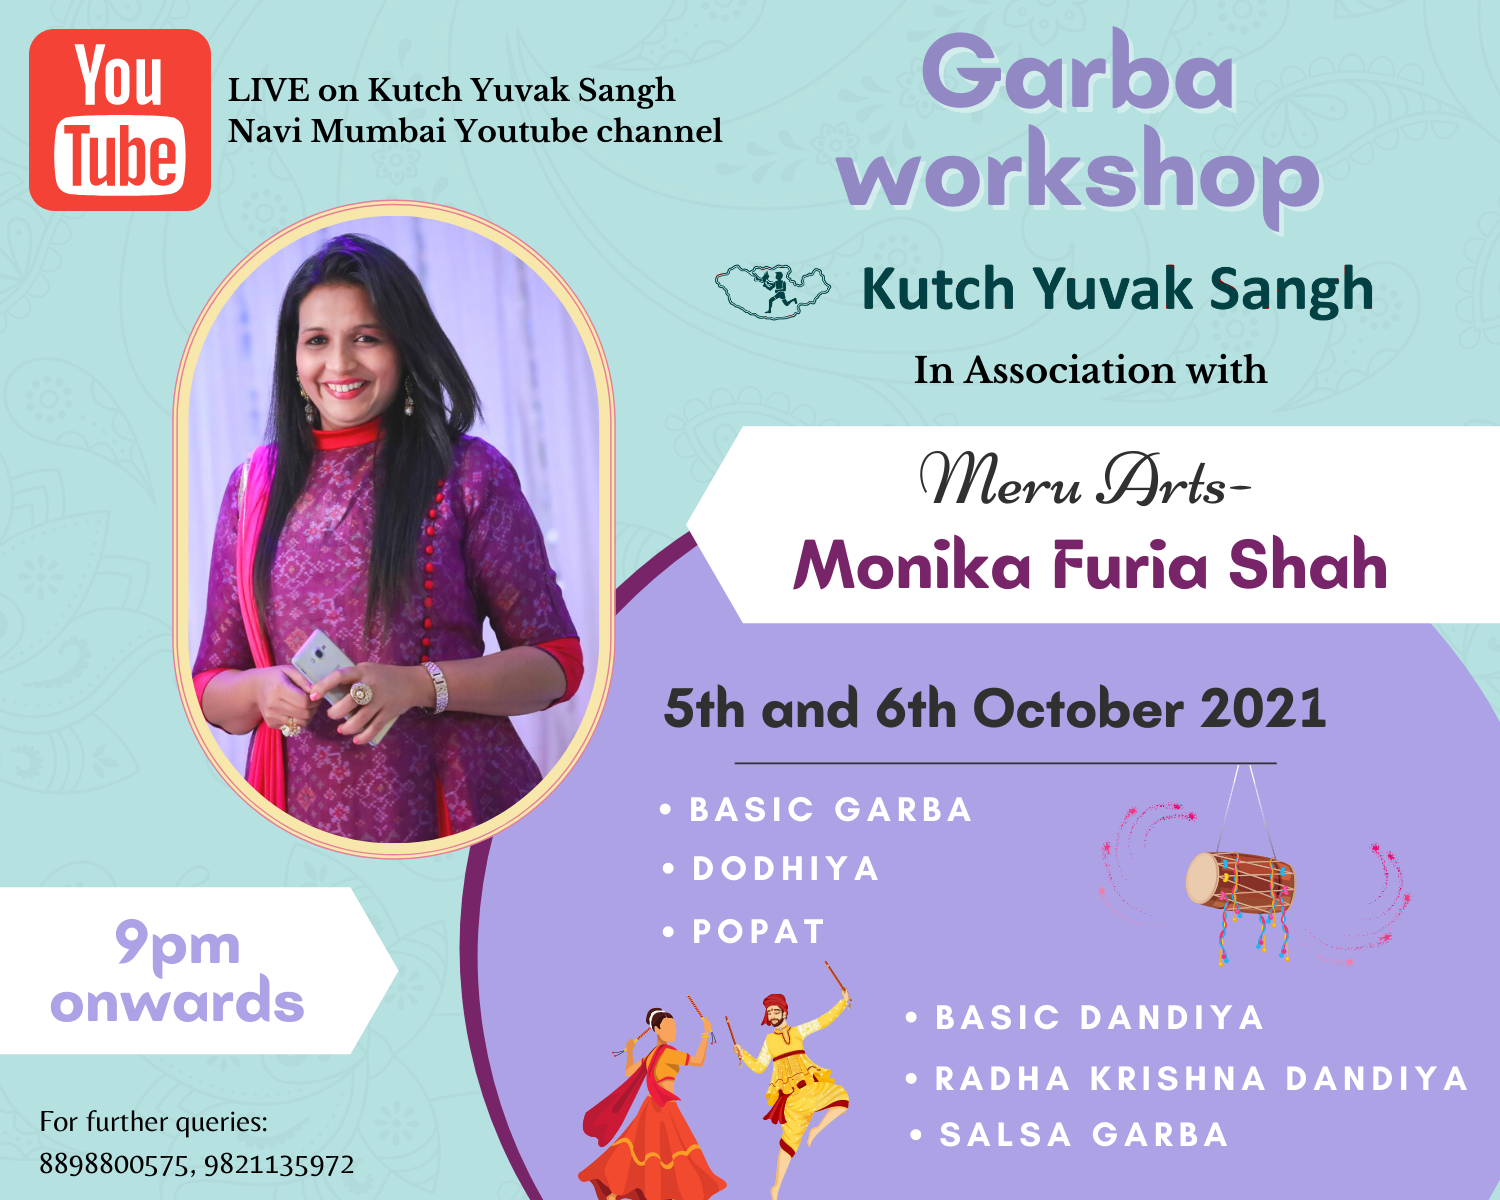 You
Tube
LIVE on Kutch Yuvak Sangh
Navi Mumbai Youtube channel
Garba
workshop
Kutch Yuvak Sangh
In Association with
Meru Arts-
Monika Furia Shah
5th and 6th October 2021
• BASIC GARBA
• DODHIYA
• POPAT
• BASIC DANDIYA
• RADHA KRISHNA DANDIYA
• SALSA GARBA
9pm
onwards
For further queries:
8898800575, 9821135972